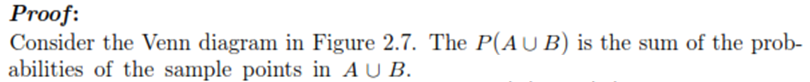 Proof:
Consider the Venn diagram in Figure 2.7. The P(A ∪ B) is the sum of the prob-
abilities of the sample points in A ∪ B.